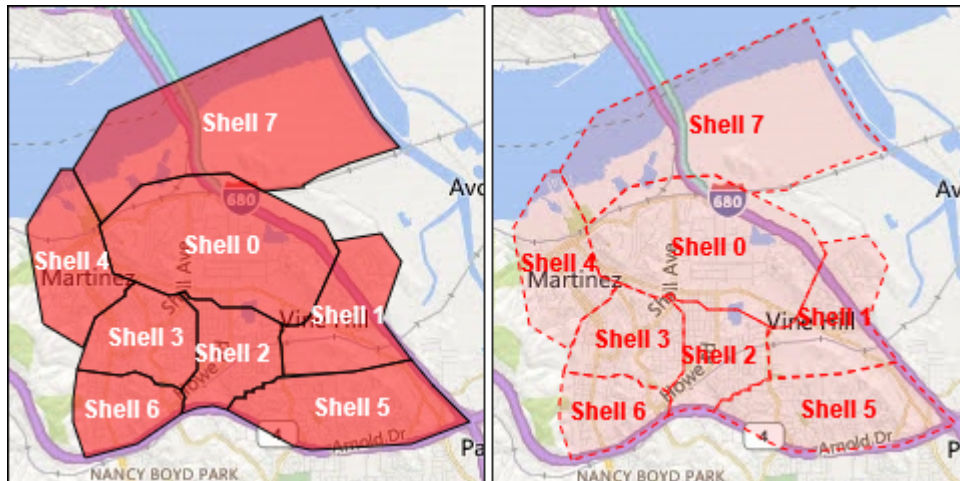 Shell 7
Avo
680
Shell 0
Shell Ave
Shell 4
Martinez
Shell 1
Vine Hill
Shell 3
Shell 2
Howe R
Shell 6
Shell 5
4
Arnold Dr
Pa
NANCY BOYD PARK
Shell 7
Av
680
Shell 0
Shell Ave
Shell 4
Martinez
Shell 1
Vine Hill
Shell 3
Shell 2
Howe Rd
Shell 6
Shell 5
4
Arnold Dr
Pa
NANCY BOYD PARK